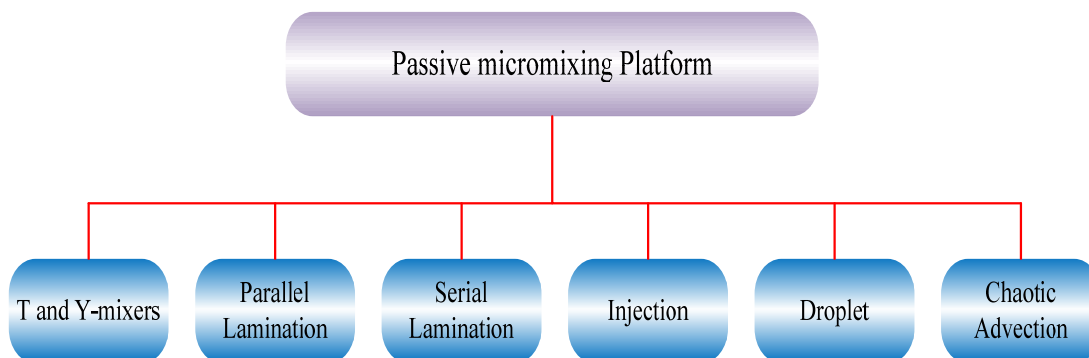 Passive micromixing Platform
T and Y-mixers
Parallel
Lamination
Serial
Lamination
Injection
Droplet
Chaotic
Advection